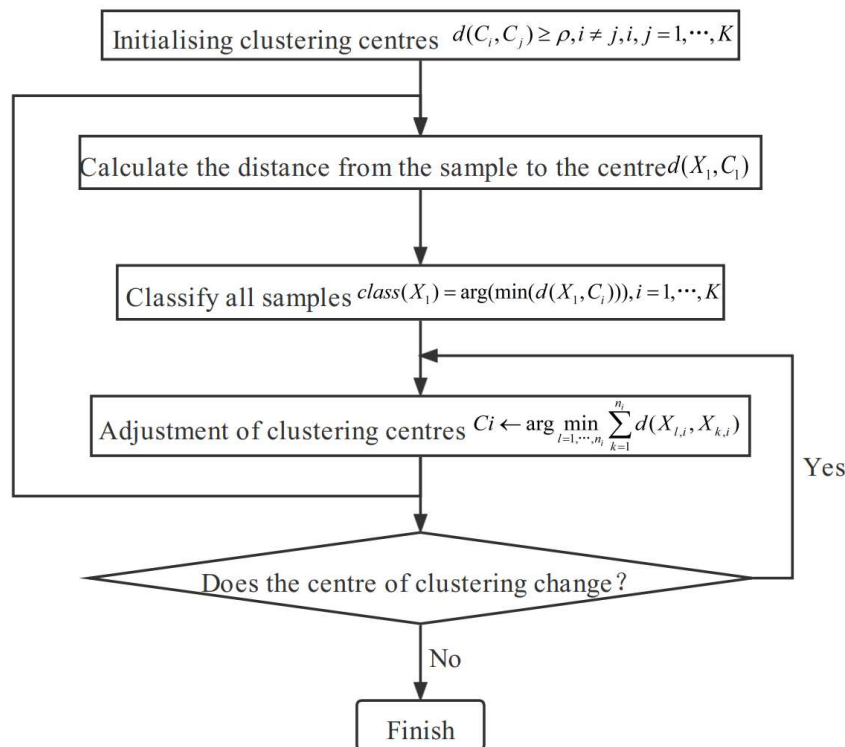 Initialising clustering centres d(C_i, C_j) ≥ ρ, i ≠ j, i, j = 1, ⋯, K
Calculate the distance from the sample to the centre d(X_1, C_1)
Classify all samples class(X_1) = arg(min(d(X_1, C_i))), i = 1, ⋯, K
Adjustment of clustering centres Ci ← arg min_{l=1,⋯,n_i} ∑_{k=1}^{n_i} d(X_{l,i}, X_{k,i})
Yes
Does the centre of clustering change?
No
Finish